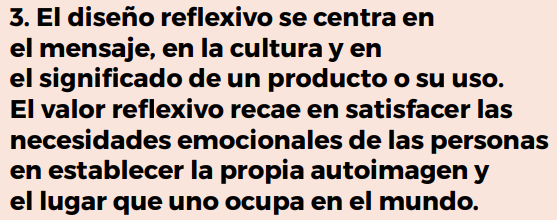 3. El diseño reflexivo se centra en
el mensaje, en la cultura y en
el significado de un producto o su uso.
El valor reflexivo recae en satisfacer las
necesidades emocionales de las personas
en establecer la propia autoimagen y
el lugar que uno ocupa en el mundo.